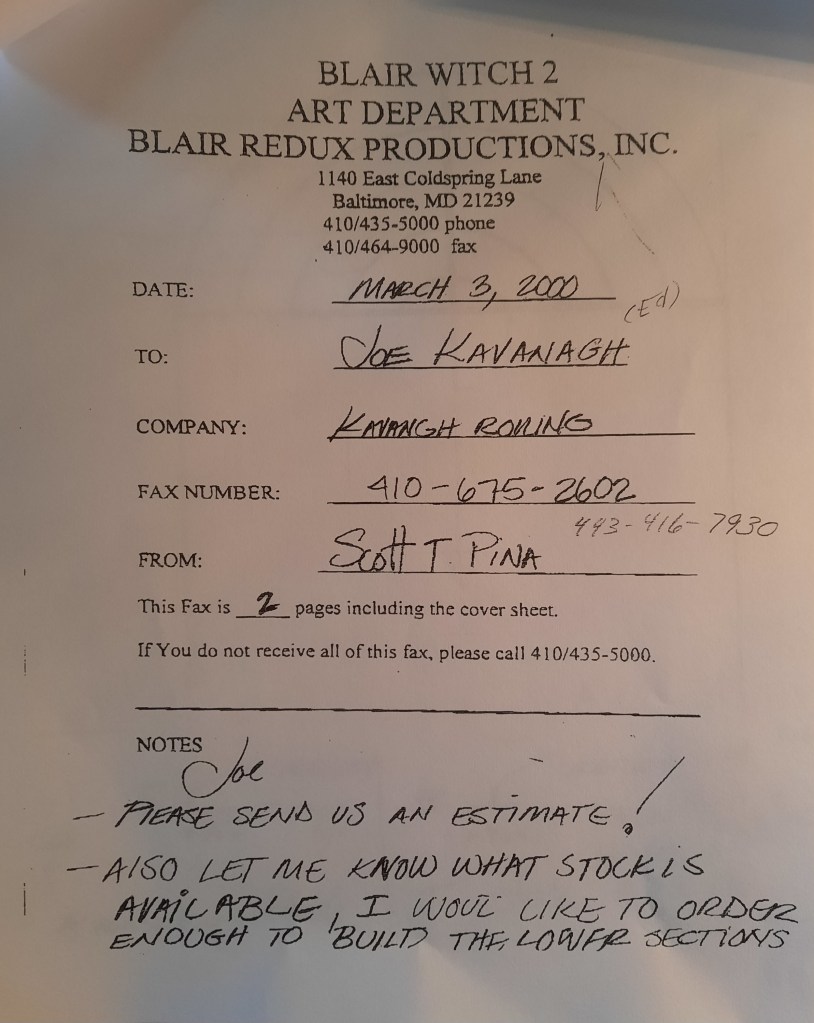 BLAIR WITCH 2
ART DEPARTMENT
BLAIR REDUX PRODUCTIONS, INC.
1140 East Coldspring Lane
Baltimore, MD 21239
410/435-5000 phone
410/464-9000 fax
DATE: MARCH 3, 2000
(Ed)
TO: JOE KAVANAGH
COMPANY: KAVANGH ROLLING
FAX NUMBER: 410-675-2602
443-416-7930
FROM: Scott T. PiNA
This Fax is 2 pages including the cover sheet.
If You do not receive all of this fax, please call 410/435-5000.
NOTES
Joe
- PLEASE SEND US AN ESTIMATE!
- ALSO LET ME KNOW WHAT STOCK IS
AVAILABLE, I WOUL LIKE TO ORDER
ENOUGH TO BUILD THE LOWER SECTIONS